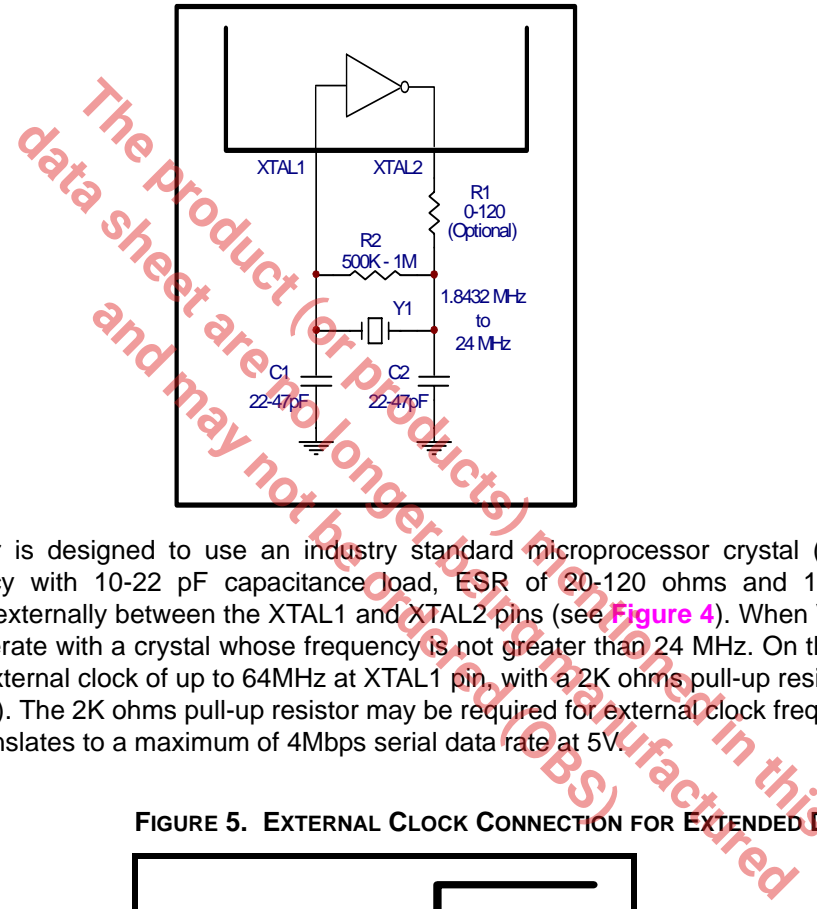 XTAL1 XTAL2
R1
0-120
(Optional)
R2
500K - 1M
Y1
1.8432 MHz
to
24 MHz
C1 C2
22-47pF 22-47pF
is designed to use an industry standard microprocessor crystal (
with 10-22 pF capacitance load, ESR of 20-120 ohms and 1
externally between the XTAL1 and XTAL2 pins (see Figure 4). When
with a crystal whose frequency is not greater than 24 MHz. On
clock of up to 64MHz at XTAL1 pin, with a 2K ohms pull-up
). The 2K ohms pull-up resistor may be required for external clock
to a maximum of 4Mbps serial data rate at 5V.
FIGURE 5. EXTERNAL CLOCK CONNECTION FOR EXTENDED
The product (or products) mentioned in this
data sheet are no longer being manufactured
and may not be ordered (OBS)